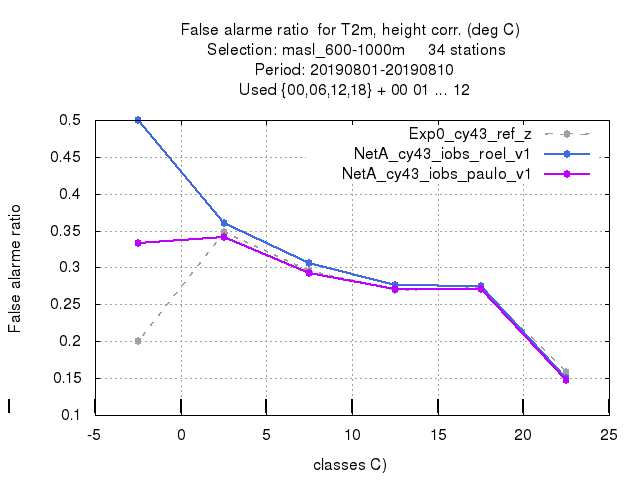 False alarme ratio  for T2m, height corr. (deg C)
Selection: masl_600-1000m     34 stations
Period: 20190801-20190810
Used {00,06,12,18} + 00 01 ... 12
Exp0_cy43_ref_z
NetA_cy43_iobs_roel_v1
NetA_cy43_iobs_paulo_v1
False alarme ratio
0.5
0.45
0.4
0.35
0.3
0.25
0.2
0.15
0.1
-5 0 5 10 15 20 25
classes C)